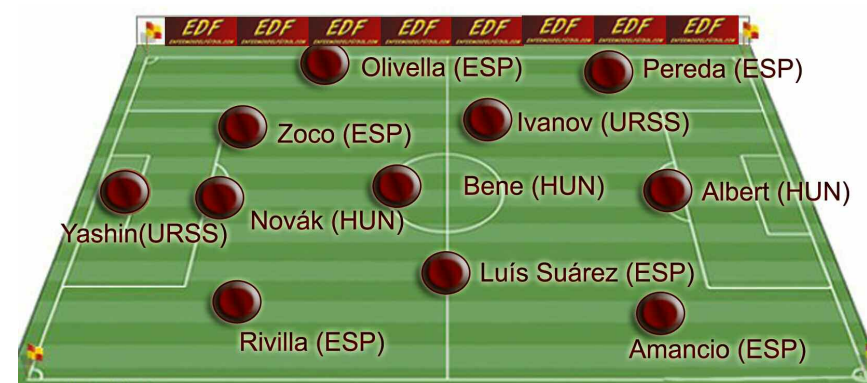 EDF EDF EDF EDF EDF EDF EDF EDF
Olivella (ESP)
Pereda (ESP)
Zoco (ESP)
Ivanov (URSS)
Bene (HUN)
Albert (HUN)
Novák (HUN)
Yashin(URSS)
Luís Suárez (ESP)
Rivilla (ESP)
Amancio (ESP)